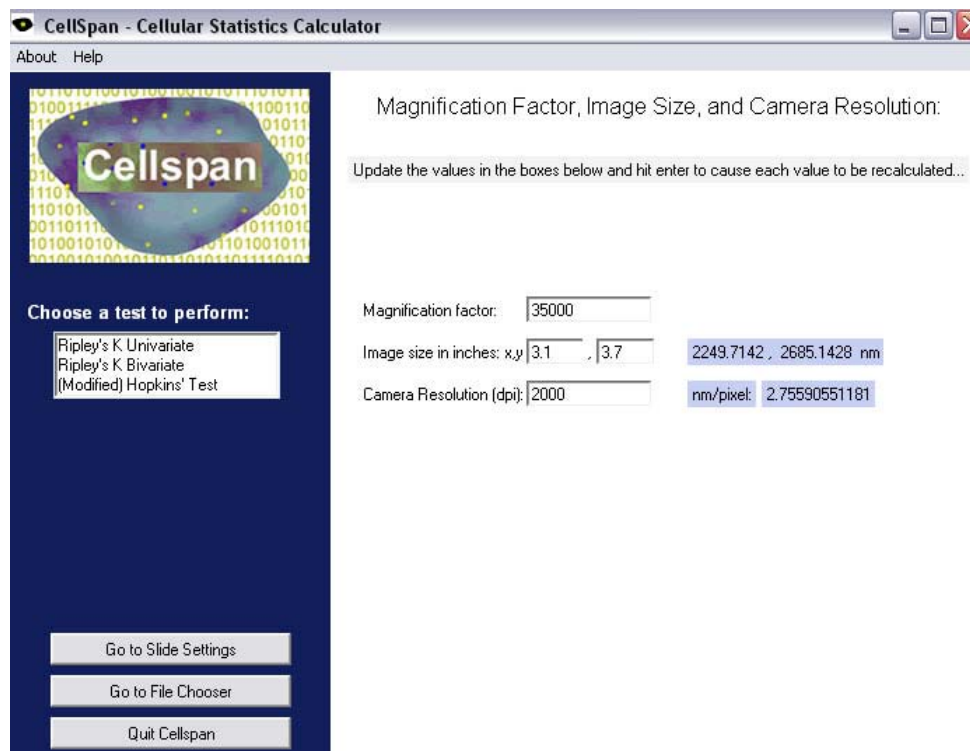 CellSpan - Cellular Statistics Calculator
About Help
Cellspan
Magnification Factor, Image Size, and Camera Resolution:
Update the values in the boxes below and hit enter to cause each value to be recalculated...
Choose a test to perform:
Ripley's K Univariate
Ripley's K Bivariate
(Modified) Hopkins' Test
Magnification factor: 35000
Image size in inches: x,y 3.1 , 3.7 2249.7142 , 2685.1428 nm
Camera Resolution (dpi): 2000 nm/pixel: 2.75590551181
Go to Slide Settings
Go to File Chooser
Quit Cellspan